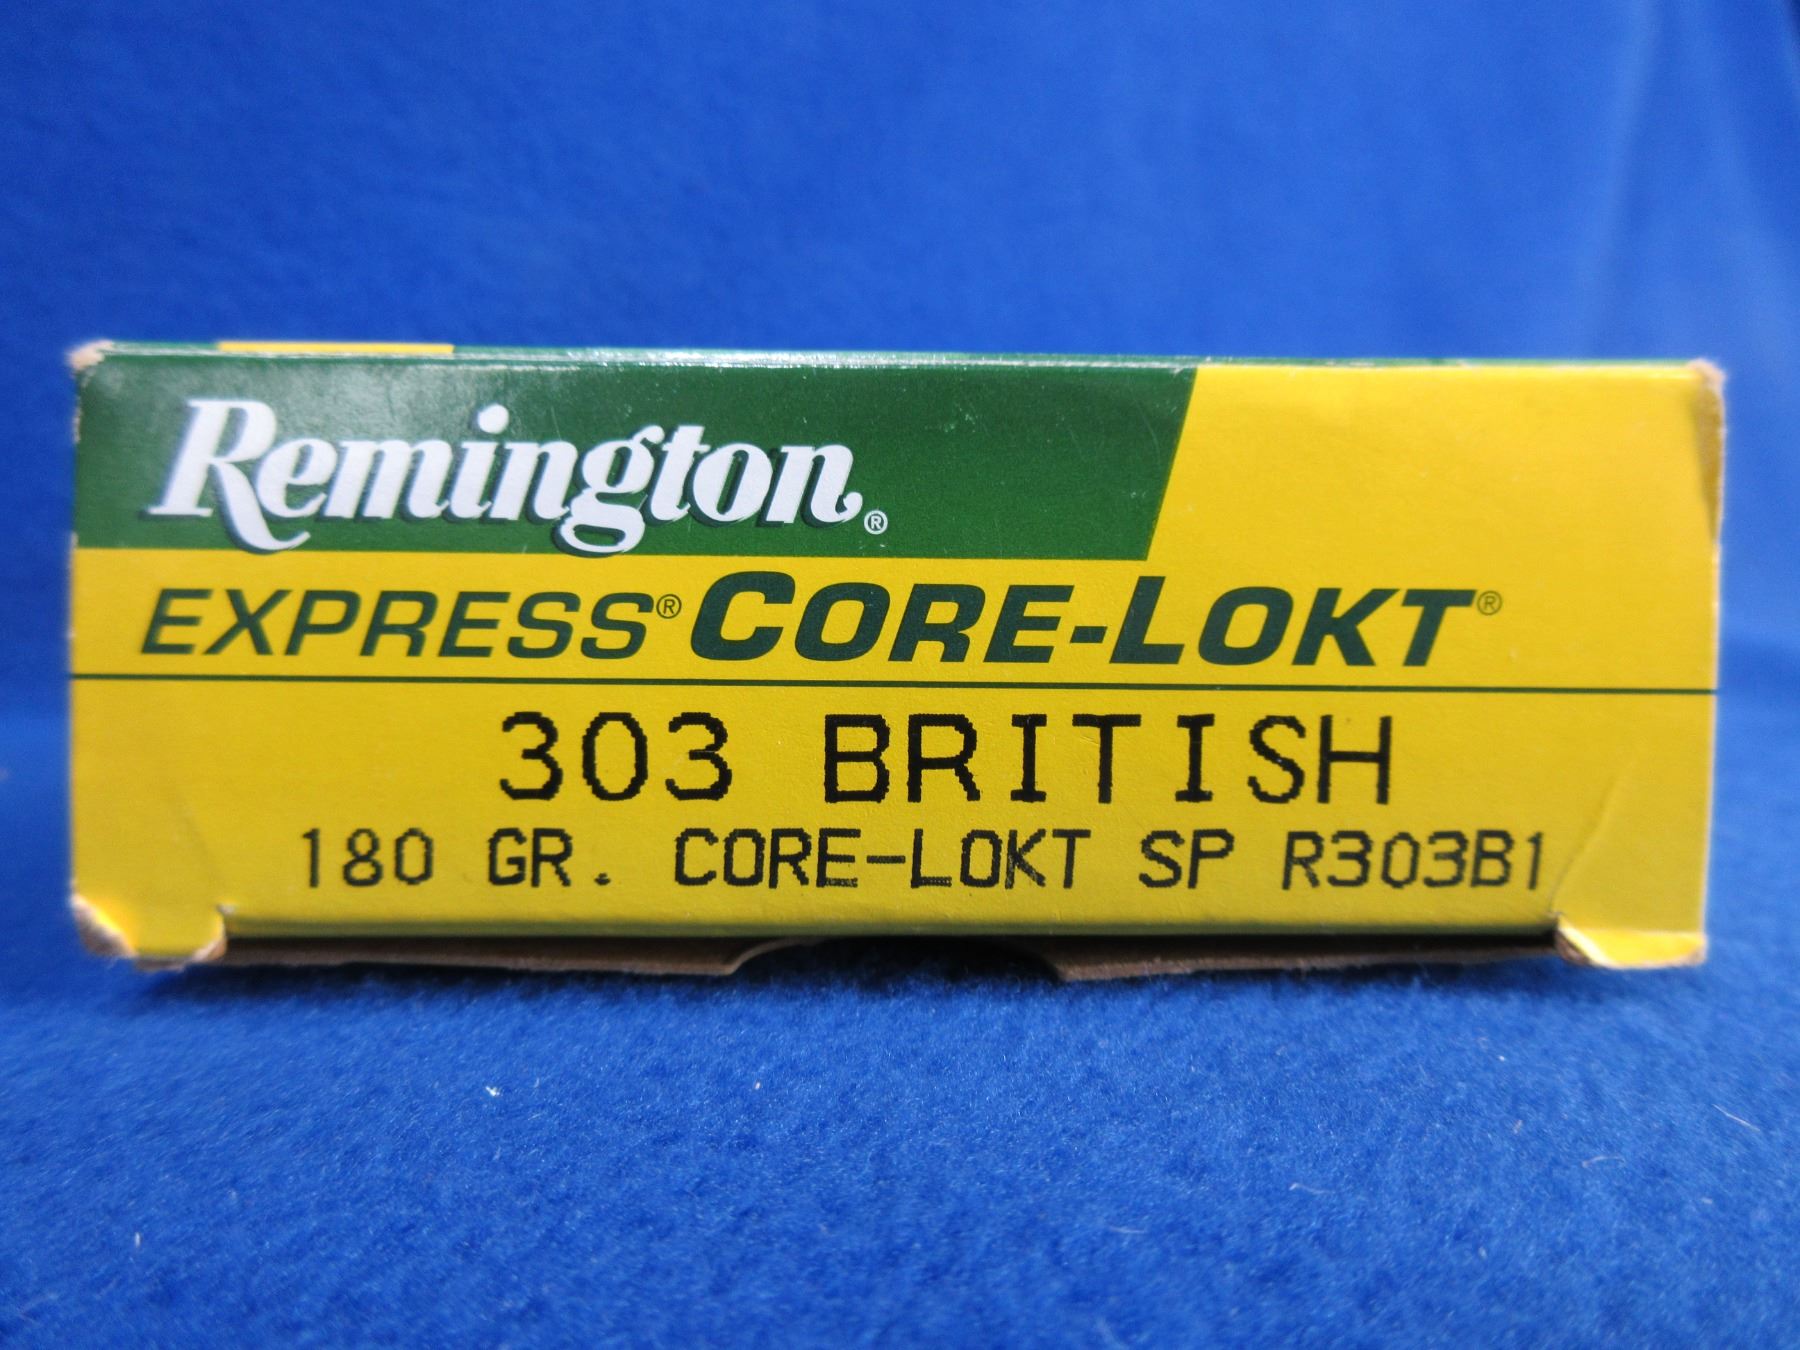 Remington®
EXPRESS® CORE-LOKT®
303 BRITISH
180 GR. CORE-LOKT SP R303B1